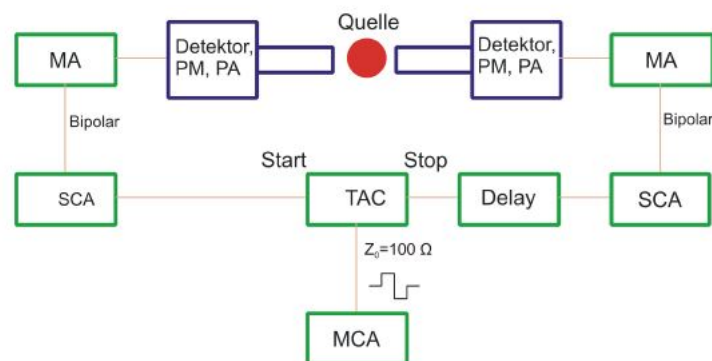 Quelle
MA
Detektor,
PM, PA
Detektor,
PM, PA
MA
Bipolar
Bipolar
Start
Stop
SCA
TAC
Delay
SCA
Z₀=100 Ω
MCA